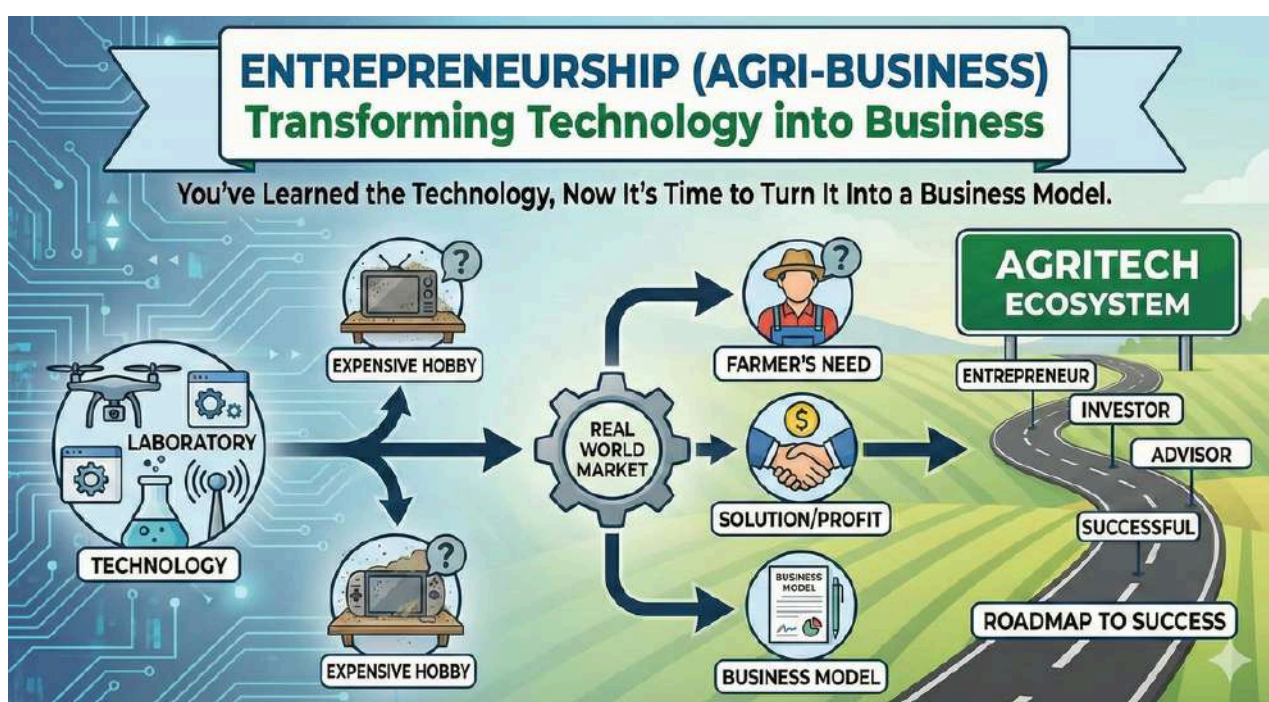 ENTREPRENEURSHIP (AGRI-BUSINESS)
Transforming Technology into Business
You've Learned the Technology, Now It's Time to Turn It Into a Business Model.
?
EXPENSIVE HOBBY
LABORATORY
TECHNOLOGY
?
EXPENSIVE HOBBY
REAL
WORLD
MARKET
?
FARMER'S NEED
$
SOLUTION/PROFIT
BUSINESS
MODEL
BUSINESS MODEL
AGRITECH
ECOSYSTEM
ENTREPRENEUR
INVESTOR
ADVISOR
SUCCESSFUL
ROADMAP TO SUCCESS